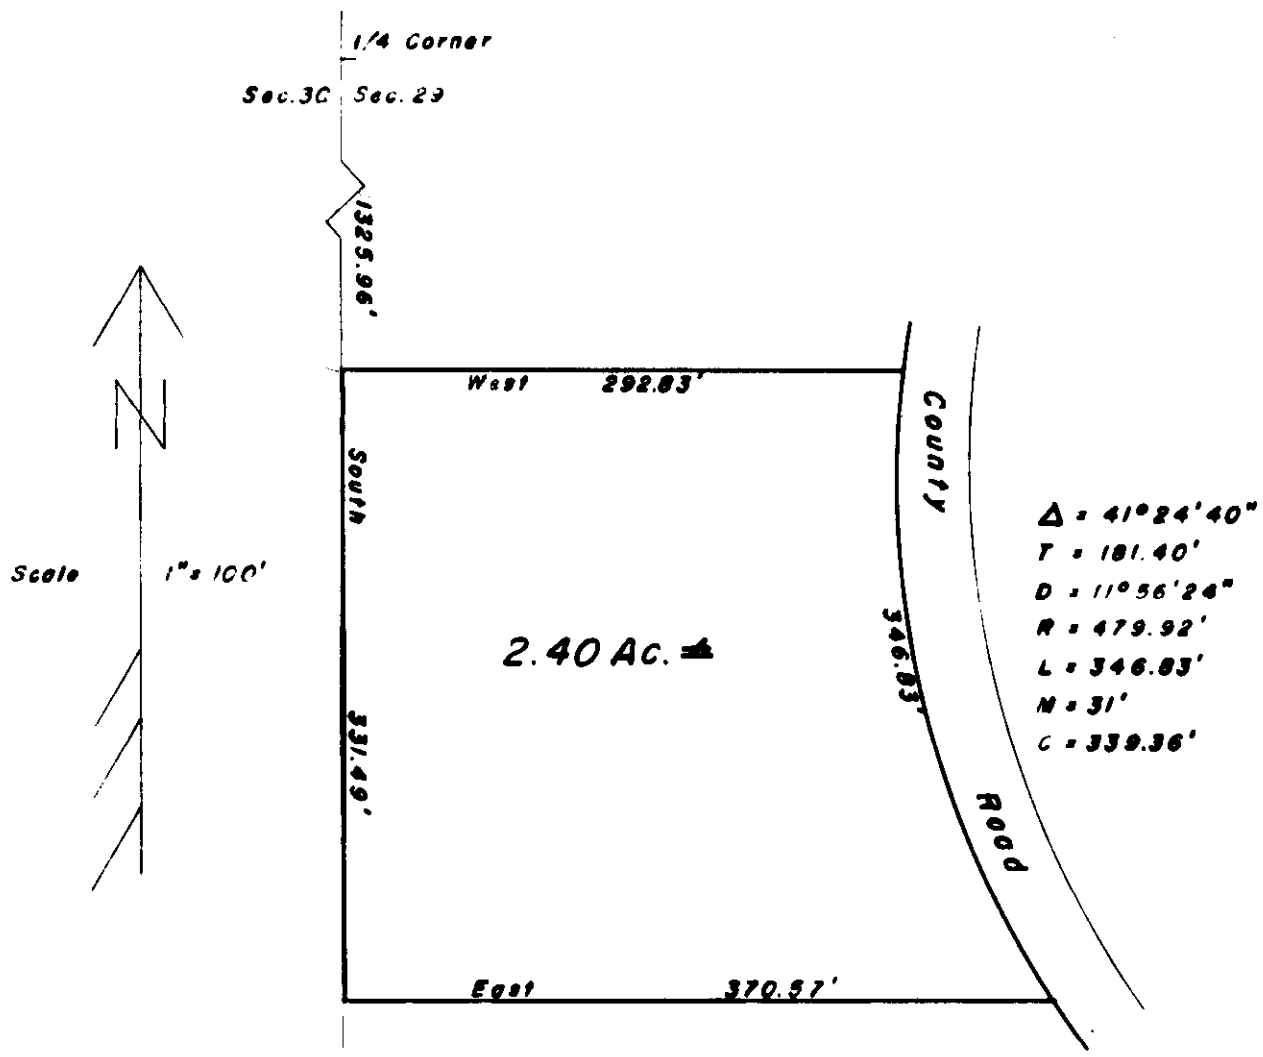 1/4 Corner
Sec. 30 Sec. 29
1325.96'
N
West 292.83'
South
331.49'
County
Road
346.83'
Scale 1" = 100'
2.40 Ac. ±
Δ = 41° 24' 40"
T = 181.40'
D = 11° 56' 24"
R = 479.92'
L = 346.83'
M = 31'
C = 339.36'
East 370.57'